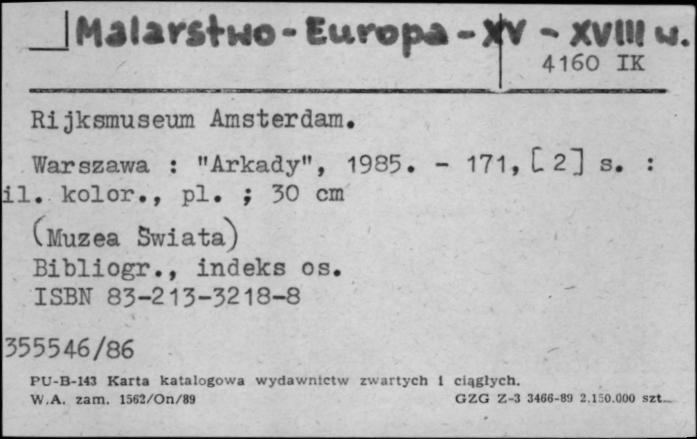 Malarstwo - Europa - XV - XVIII w.
4160 IK
Rijksmuseum Amsterdam.
Warszawa : "Arkady", 1985. - 171, [2] s. :
il. kolor., pl. ; 30 cm
(Muzea Świata)
Bibliogr., indeks os.
ISBN 83-213-3218-8
355546/86
PU-B-143 Karta katalogowa wydawnictw zwartych i ciągłych.
W.A. zam. 1562/On/89 GZG Z-3 3466-89 2.150.000 szt.